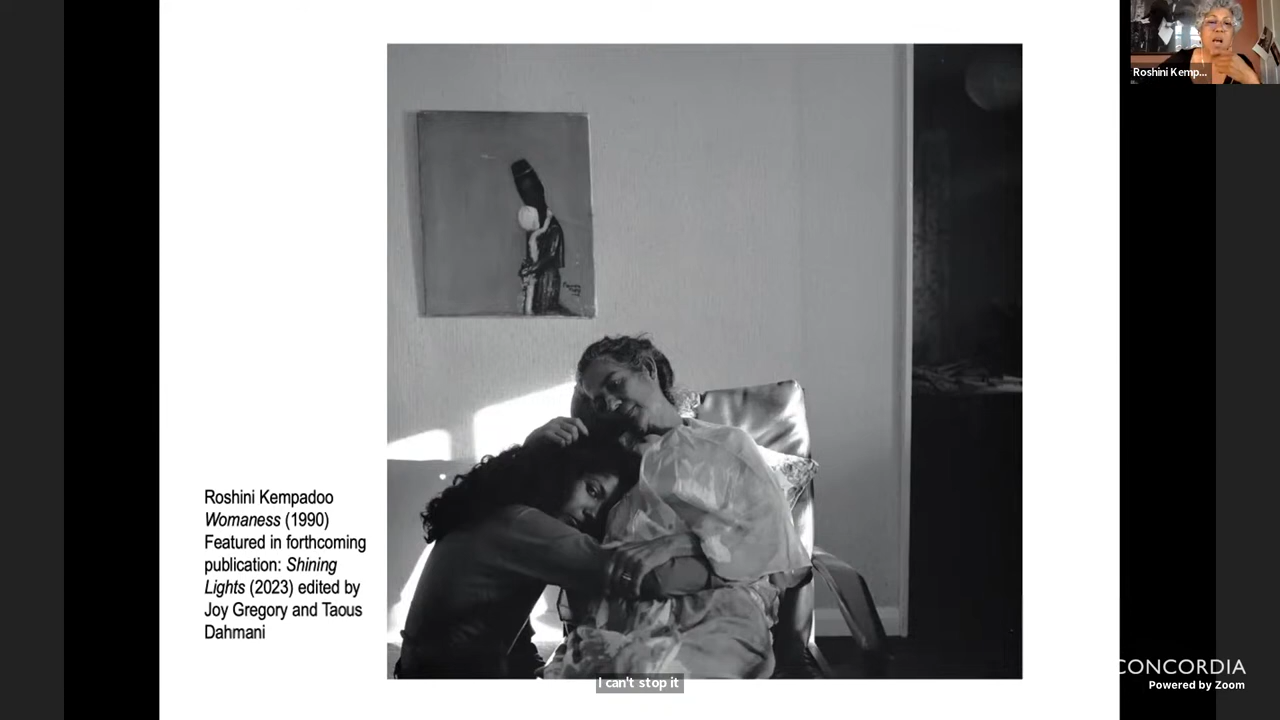 Roshini Kemp...
Roshini Kempadoo
Womaness (1990)
Featured in forthcoming
publication: Shining
Lights (2023) edited by
Joy Gregory and Taous
Dahmani
I can't stop it
CONCORDIA
Powered by Zoom